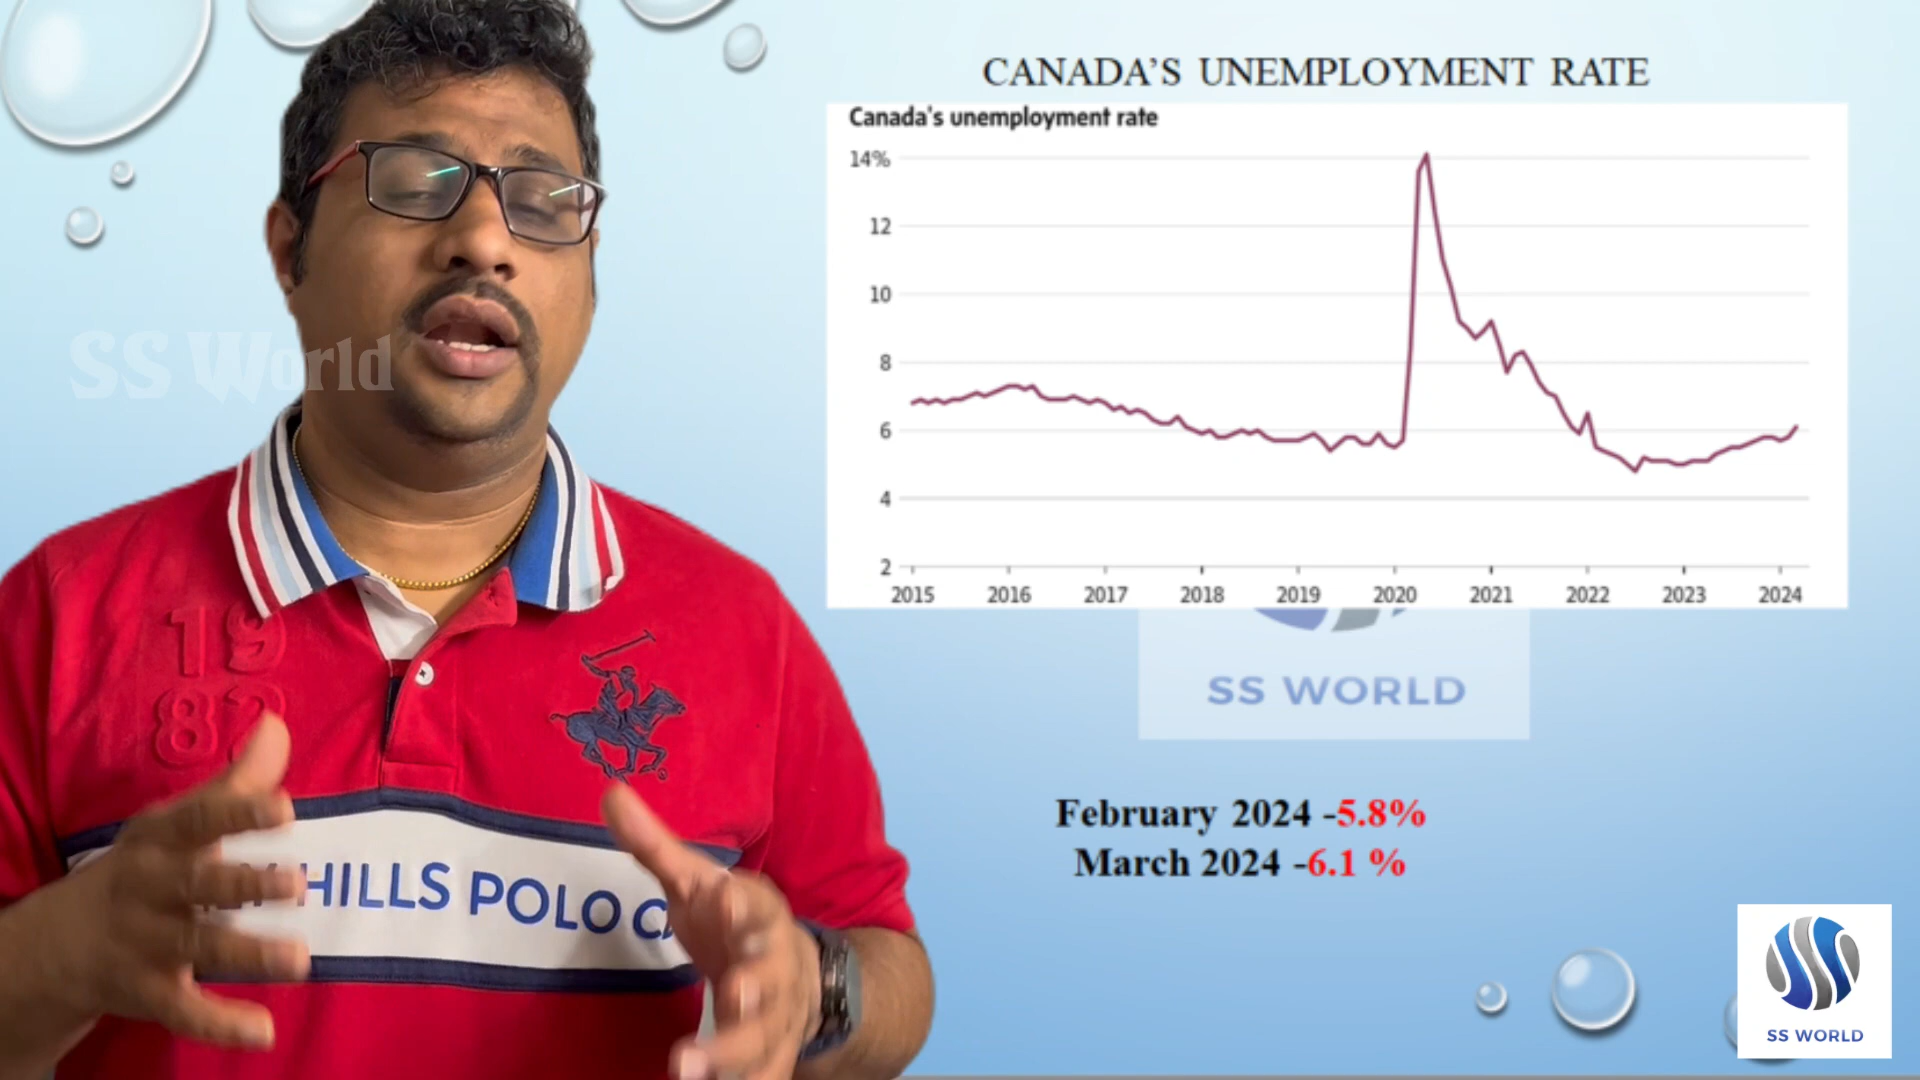 CANADA'S UNEMPLOYMENT RATE
Canada's unemployment rate
14%
12
10
8
6
4
2
2015 2016 2017 2018 2019 2020 2021 2022 2023 2024
SS World
SS WORLD
19
HILLS POLO
February 2024 -5.8%
March 2024 -6.1 %
SS WORLD